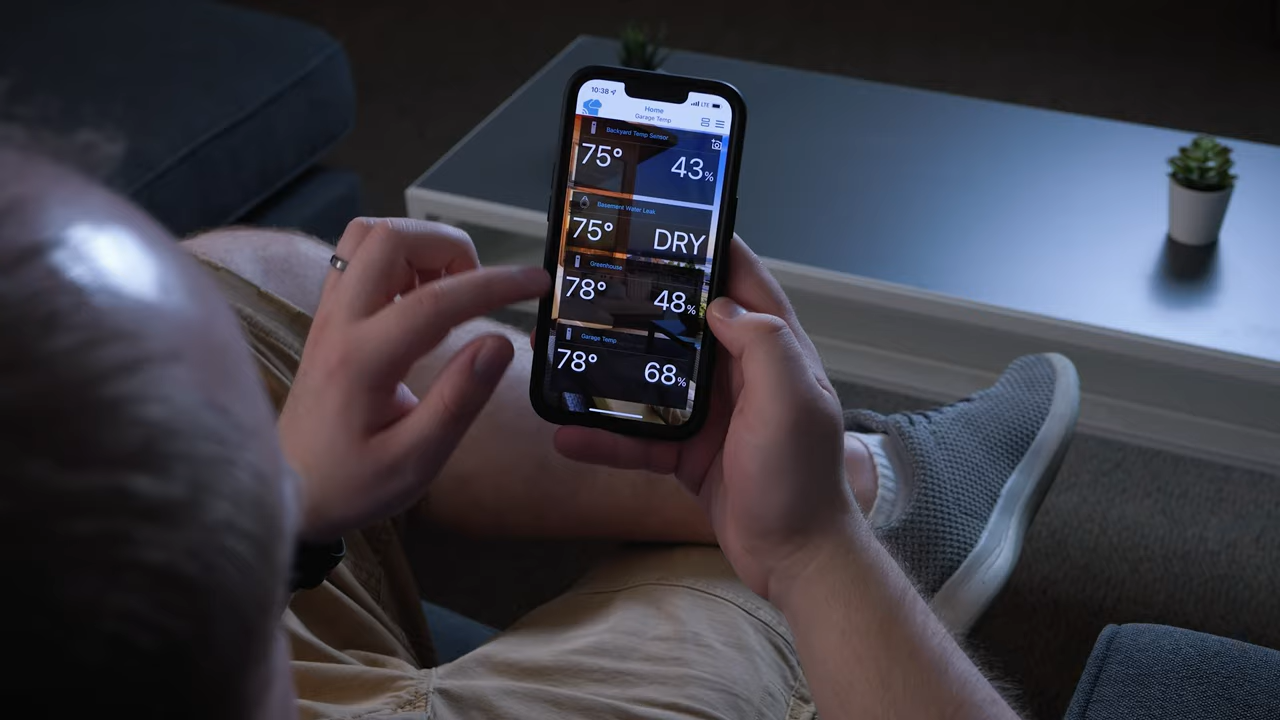 10:38
LTE
Home
Garage Temp
Backyard Temp Sensor
75° 43%
Basement Water Leak
75° DRY
Greenhouse
78° 48%
Garage Temp
78° 68%